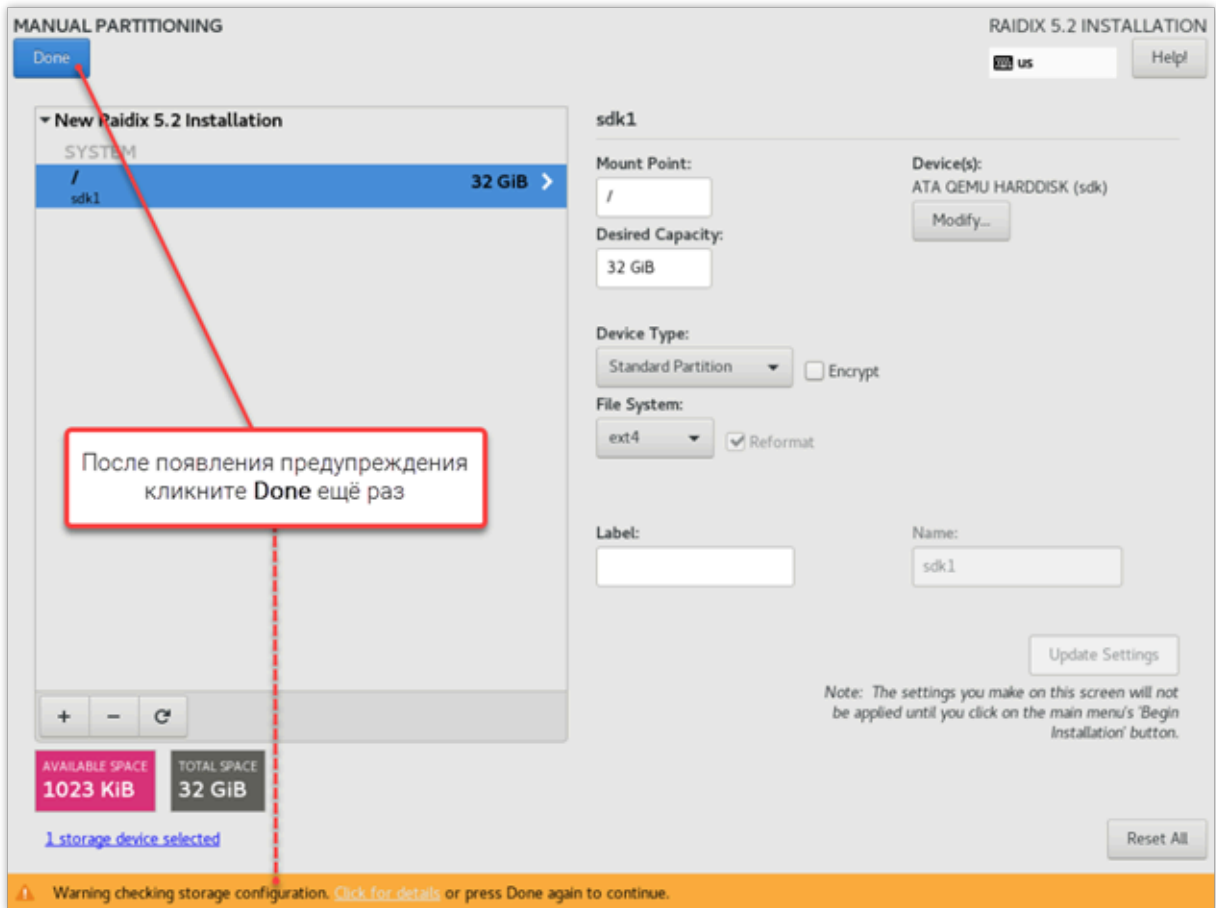 MANUAL PARTITIONING
RAIDIX 5.2 INSTALLATION
Done
us
Help!
New Raidix 5.2 Installation
SYSTEM
/
32 GiB
sdk1
sdk1
Mount Point:
/
Device(s):
ATA QEMU HARDDISK (sdk)
Modify...
Desired Capacity:
32 GiB
Device Type:
Standard Partition
Encrypt
File System:
ext4
Reformat
После появления предупреждения
кликните Done ещё раз
Label:
Name:
sdk1
Update Settings
Note: The settings you make on this screen will not
be applied until you click on the main menu's 'Begin
Installation' button.
+ -
AVAILABLE SPACE
1023 KiB
TOTAL SPACE
32 GiB
1 storage device selected
Reset All
Warning checking storage configuration. Click for details or press Done again to continue.